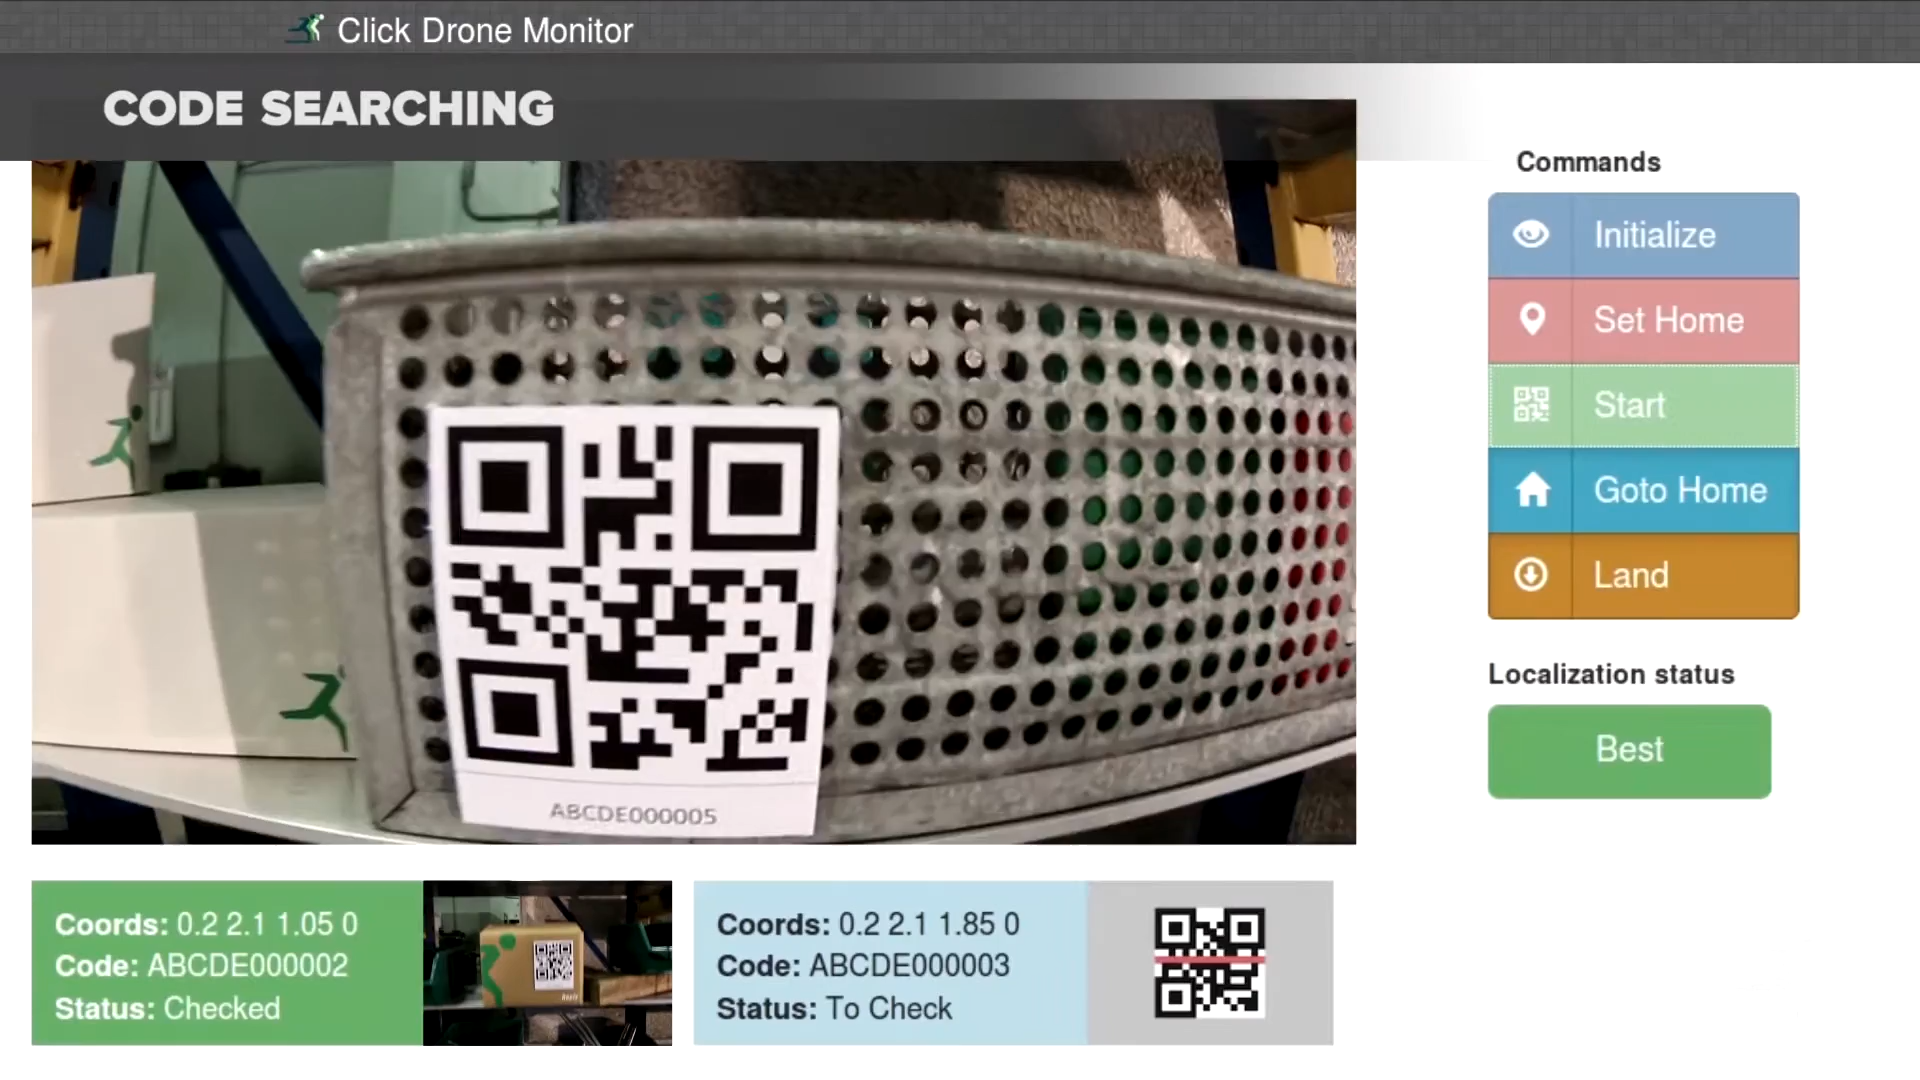 Click Drone Monitor
CODE SEARCHING
Commands
Initialize
Set Home
Start
Goto Home
Land
Localization status
Best
ABCDE000005
Coords: 0.2 2.1 1.05 0
Code: ABCDE000002
Status: Checked
Coords: 0.2 2.1 1.85 0
Code: ABCDE000003
Status: To Check